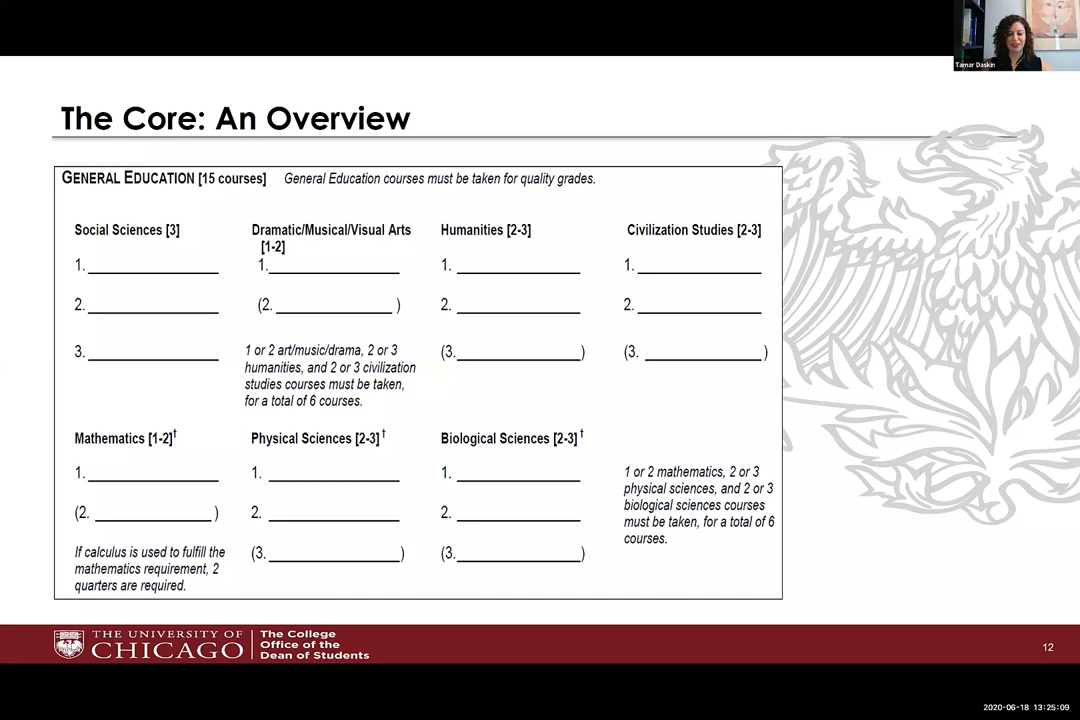 Tamar Daskin
The Core: An Overview
GENERAL EDUCATION [15 courses] General Education courses must be taken for quality grades.
Social Sciences [3]
1.
2.
3.
Dramatic/Musical/Visual Arts
[1-2]
1.
(2. )
1 or 2 art/music/drama, 2 or 3
humanities, and 2 or 3 civilization
studies courses must be taken,
for a total of 6 courses.
Humanities [2-3]
1.
2.
(3. )
Civilization Studies [2-3]
1.
2.
(3. )
Mathematics [1-2]†
1.
(2. )
If calculus is used to fulfill the
mathematics requirement, 2
quarters are required.
Physical Sciences [2-3] †
1.
2.
(3. )
Biological Sciences [2-3] †
1.
2.
(3. )
1 or 2 mathematics, 2 or 3
physical sciences, and 2 or 3
biological sciences courses
must be taken, for a total of 6
courses.
THE UNIVERSITY OF
CHICAGO
The College
Office of the
Dean of Students
12
2020-06-18 13:25:09